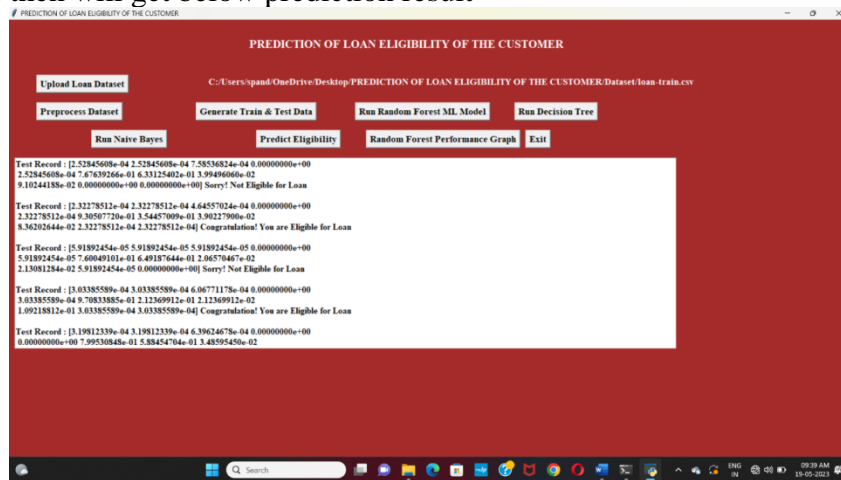 then will get below prediction result
PREDICTION OF LOAN ELIGIBILITY OF THE CUSTOMER
PREDICTION OF LOAN ELIGIBILITY OF THE CUSTOMER
Upload Loan Dataset C:/Users/spand/OneDrive/Desktop/PREDICTION OF LOAN ELIGIBILITY OF THE CUSTOMER/Dataset/loan-train.csv
Preprocess Dataset Generate Train & Test Data Run Random Forest ML Model Run Decision Tree
Run Naive Bayes Predict Eligibility Random Forest Performance Graph Exit
Test Record : [2.52845608e-04 2.52845608e-04 7.58536824e-04 0.00000000e+00
2.52845608e-04 7.67639266e-01 6.33125402e-01 3.99496060e-02
9.10244188e-02 0.00000000e+00 0.00000000e+00] Sorry! Not Eligible for Loan
Test Record : [2.32278512e-04 2.32278512e-04 4.64557024e-04 0.00000000e+00
2.32278512e-04 9.30507720e-01 3.54457009e-01 3.90227900e-02
8.36202644e-02 2.32278512e-04 2.32278512e-04] Congratulation! You are Eligible for Loan
Test Record : [5.91892454e-05 5.91892454e-05 5.91892454e-05 0.00000000e+00
5.91892454e-05 7.60049101e-01 6.49187644e-01 2.06570467e-02
2.13081284e-02 5.91892454e-05 0.00000000e+00] Sorry! Not Eligible for Loan
Test Record : [3.03385589e-04 3.03385589e-04 6.06771178e-04 0.00000000e+00
3.03385589e-04 9.70833885e-01 2.12369912e-01 2.12369912e-02
1.09218812e-01 3.03385589e-04 3.03385589e-04] Congratulation! You are Eligible for Loan
Test Record : [3.19812339e-04 3.19812339e-04 6.39624678e-04 0.00000000e+00
0.00000000e+00 7.99530848e-01 5.88454704e-01 3.48595450e-02
Search
ENG
IN
09:39 AM
19-05-2023